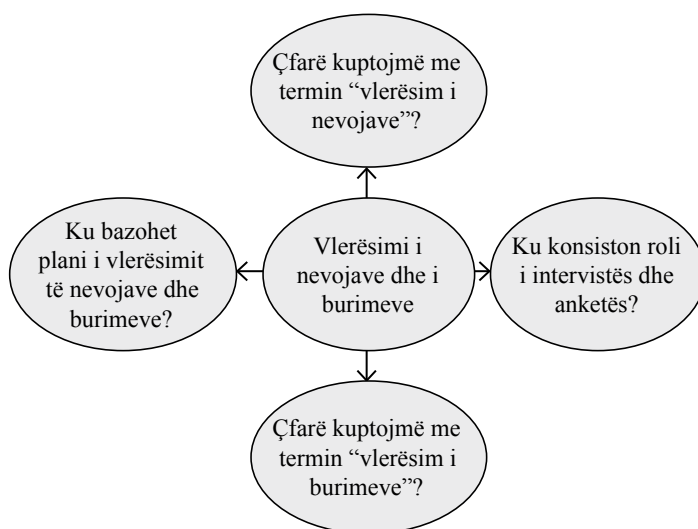 Çfarë kuptojmë me
termin “vlerësim i
nevojave”?
Ku bazohet
plani i vlerësimit
të nevojave dhe
burimeve?
Vlerësimi i
nevojave dhe i
burimeve
Ku konsiston roli
i intervistës dhe
anketës?
Çfarë kuptojmë me
termin “vlerësim i
burimeve”?